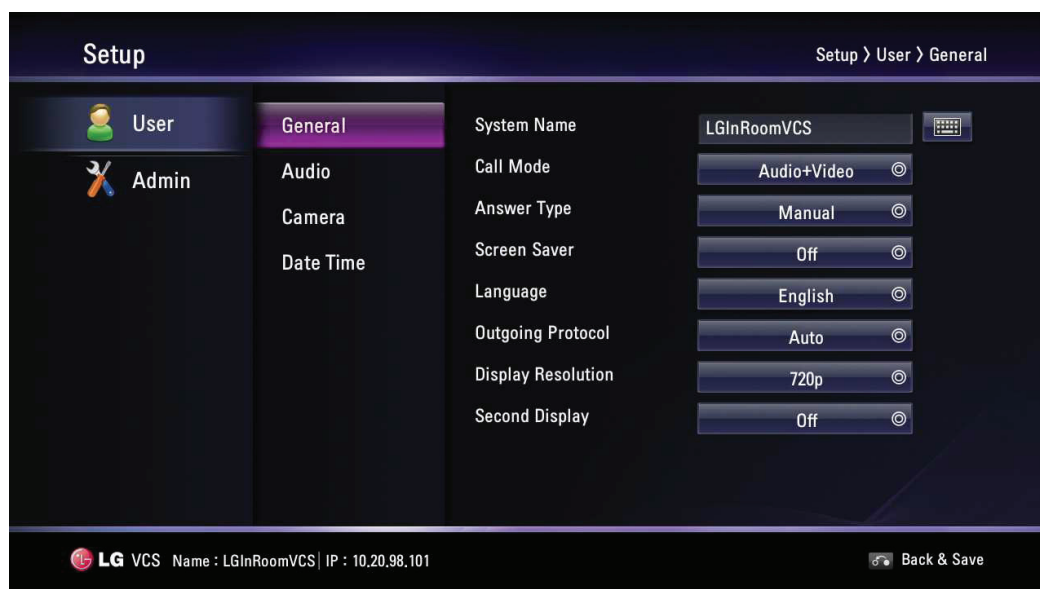 Setup
Setup 〉 User 〉 General
User
Admin
General
Audio
Camera
Date Time
System Name LGInRoomVCS
Call Mode Audio+Video
Answer Type Manual
Screen Saver Off
Language English
Outgoing Protocol Auto
Display Resolution 720p
Second Display Off
LG VCS Name : LGInRoomVCS| IP : 10.20.98.101
Back & Save